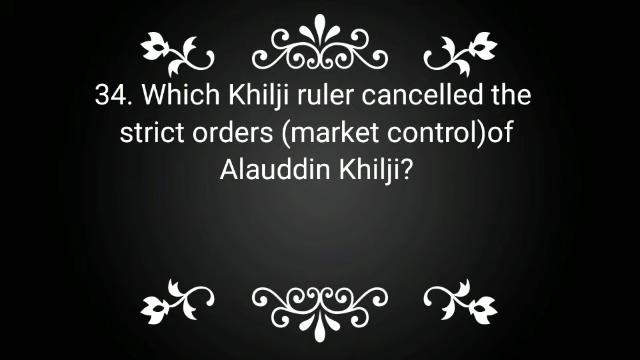 34. Which Khilji ruler cancelled the
strict orders (market control)of
Alauddin Khilji?